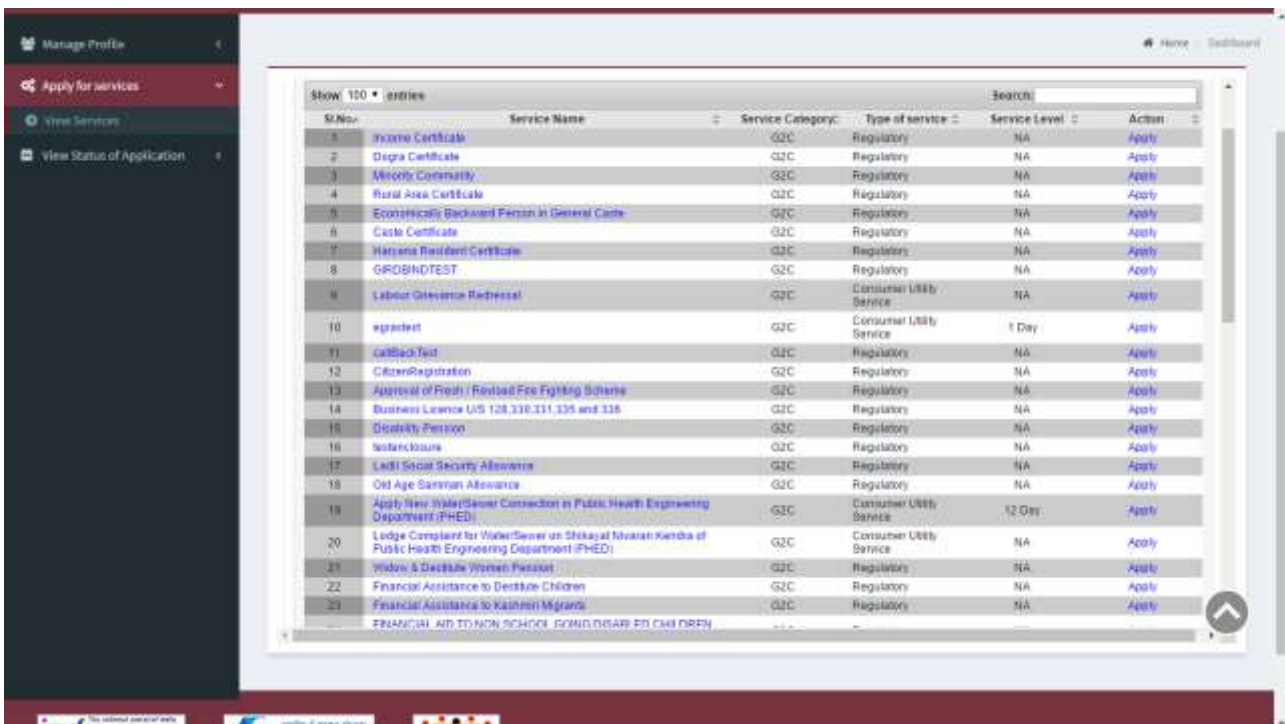 Manage Profile
Home Dashboard
Apply for services
View Services
View Status of Application
Show 100 entries Search:
Sl.No. Service Name Service Category Type of service Service Level Action
1 Income Certificate G2C Regulatory NA Apply
2 Dogra Certificate G2C Regulatory NA Apply
3 Minority Community G2C Regulatory NA Apply
4 Rural Area Certificate G2C Regulatory NA Apply
5 Economically Backward Person in General Caste G2C Regulatory NA Apply
6 Caste Certificate G2C Regulatory NA Apply
7 Haryana Resident Certificate G2C Regulatory NA Apply
8 GIRDBINDTEST G2C Regulatory NA Apply
9 Labour Grievance Redressal G2C Consumer Utility Service NA Apply
10 egrastest G2C Consumer Utility Service 1 Day Apply
11 callBackTest G2C Regulatory NA Apply
12 CitizenRegistration G2C Regulatory NA Apply
13 Approval of Fresh / Revised Fire Fighting Scheme G2C Regulatory NA Apply
14 Business Licence U/S 128,330,331,335 and 336 G2C Regulatory NA Apply
15 Disability Pension G2C Regulatory NA Apply
16 testenclosure G2C Regulatory NA Apply
17 Ladli Social Security Allowance G2C Regulatory NA Apply
18 Old Age Samman Allowance G2C Regulatory NA Apply
19 Apply New Water/Sewer Connection in Public Health Engineering
Department (PHED) G2C Consumer Utility Service 12 Day Apply
20 Lodge Complaint for Water/Sewer on Shikayat Nivaran Kendra of
Public Health Engineering Department (PHED) G2C Consumer Utility Service NA Apply
21 Widow & Destitute Women Pension G2C Regulatory NA Apply
22 Financial Assistance to Destitute Children G2C Regulatory NA Apply
23 Financial Assistance to Kashmiri Migrants G2C Regulatory NA Apply
FINANCIAL AID TO NON SCHOOL GOING DISABLED CHILDREN
The national portal of India